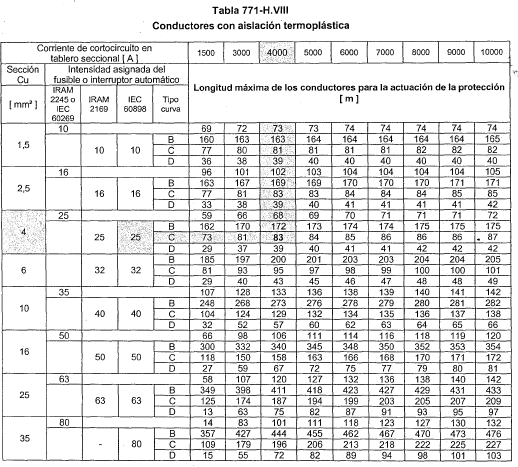 Tabla 771-H.VIII
Conductores con aislación termoplástica
Corriente de cortocircuito en tablero seccional [ A ] 1500 3000 4000 5000 6000 7000 8000 9000 10000
Sección Cu Intensidad asignada del fusible o interruptor automático Longitud máxima de los conductores para la actuación de la protección [ m ]
[ mm² ] IRAM 2245 o IEC 60269 IRAM 2169 IEC 60898 Tipo curva
10 69 72 73 73 74 74 74 74 74
1,5 10 10 B 160 163 163 164 164 164 164 164 165
C 77 80 81 81 81 81 82 82 82
D 36 38 39 40 40 40 40 40 40
16 96 101 102 103 104 104 104 104 105
2,5 16 16 B 163 167 169 169 170 170 170 171 171
C 77 81 83 83 84 84 84 85 85
D 33 38 39 40 41 41 41 41 42
25 59 66 68 69 70 71 71 71 72
4 25 25 B 162 170 172 173 174 174 175 175 175
C 73 81 83 84 85 86 86 86 87
D 29 37 39 40 41 41 42 42 42
6 32 32 B 185 197 200 201 203 203 204 204 205
C 81 93 95 97 98 99 100 100 101
D 29 40 43 45 46 47 48 48 49
35 107 128 133 136 138 139 140 141 142
10 40 40 B 248 268 273 276 278 279 280 281 282
C 104 124 129 132 134 135 136 137 138
D 32 52 57 60 62 63 64 65 66
50 66 98 106 111 114 116 118 119 120
16 50 50 B 300 332 340 345 348 350 352 353 354
C 118 150 158 163 166 168 170 171 172
D 27 59 67 72 75 77 79 80 81
63 58 107 120 127 132 136 138 140 142
25 63 63 B 349 398 411 418 423 427 429 431 433
C 125 174 187 194 199 203 205 207 209
D 13 63 75 82 87 91 93 95 97
80 14 83 101 111 118 123 127 130 132
35 - 80 B 357 427 444 455 462 467 470 473 476
C 109 179 196 206 213 218 222 225 227
D 15 55 72 82 89 94 98 101 103